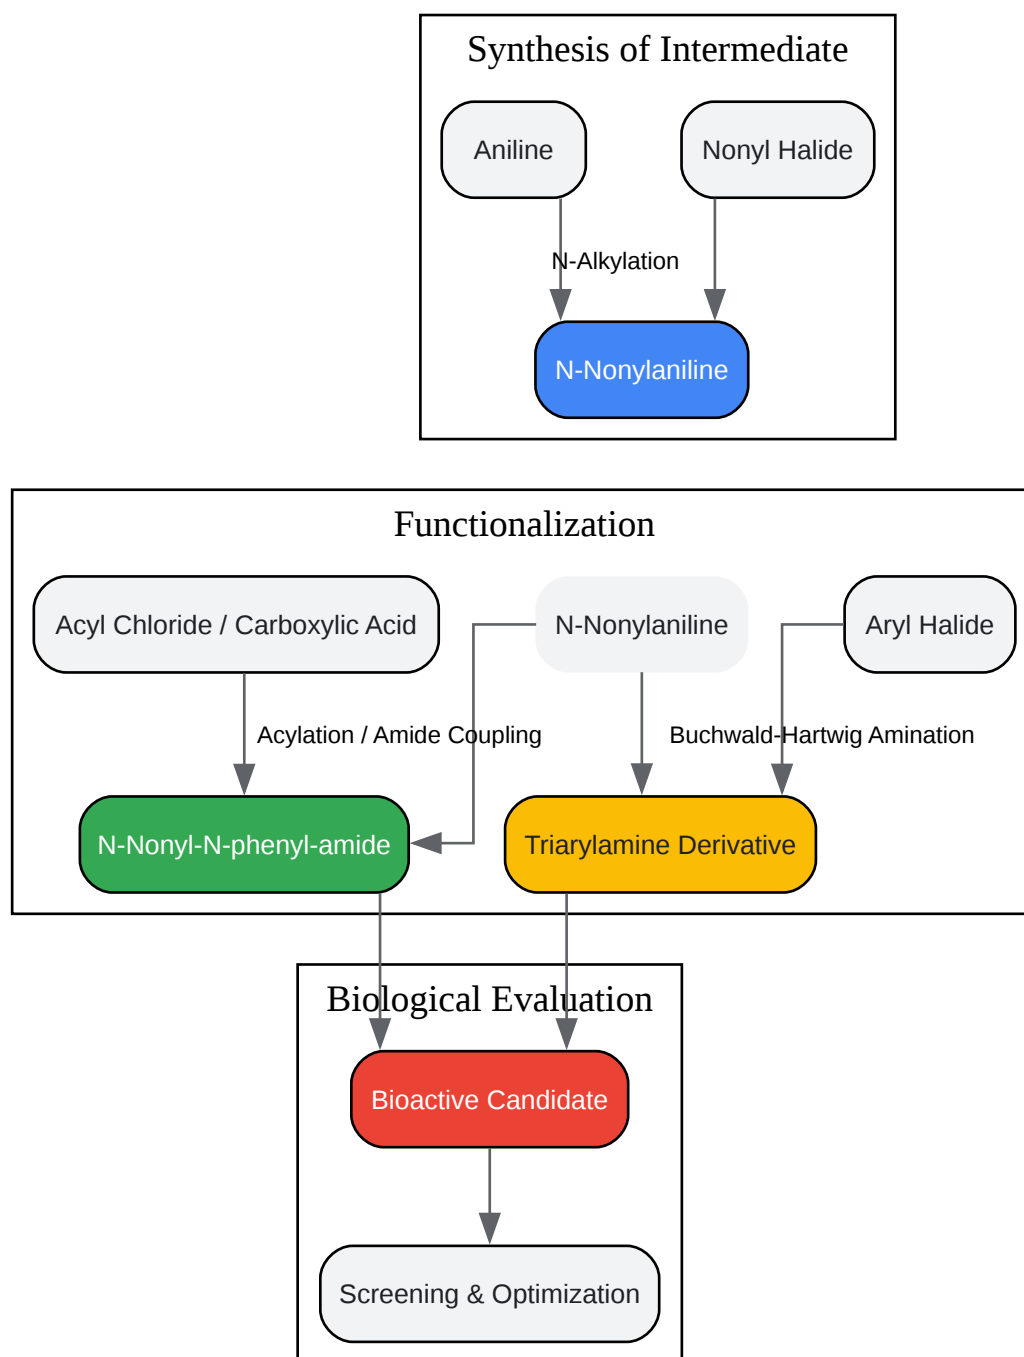 Synthesis of Intermediate
Aniline
Nonyl Halide
N-Alkylation
N-Nonylaniline
Functionalization
Acyl Chloride / Carboxylic Acid
N-Nonylaniline
Aryl Halide
Acylation / Amide Coupling
Buchwald-Hartwig Amination
N-Nonyl-N-phenyl-amide
Triarylamine Derivative
Biological Evaluation
Bioactive Candidate
Screening & Optimization